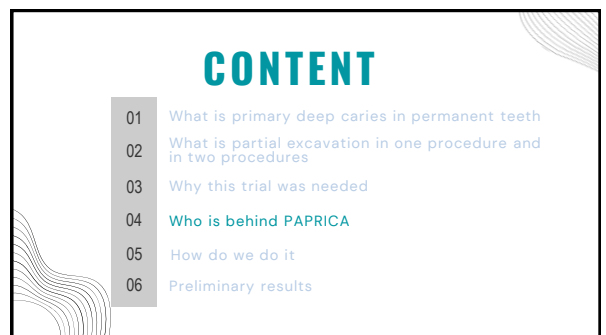 CONTENT
01 What is primary deep caries in permanent teeth
02 What is partial excavation in one procedure and
in two procedures
03 Why this trial was needed
04 Who is behind PAPRICA
05 How do we do it
06 Preliminary results